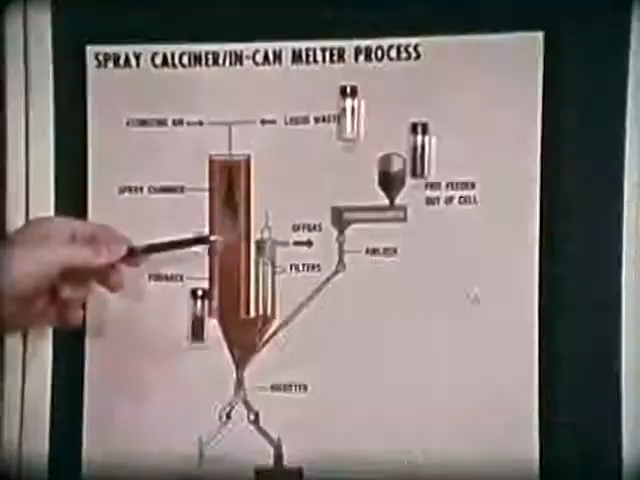 SPRAY CALCINER/IN-CAN MELTER PROCESS
ATOMIZING AIR
LIQUID WASTE
SPRAY CHAMBER
FRIT FEEDER
OUT OF CELL
OFFGAS
AIRLOCK
FILTERS
FURNACE